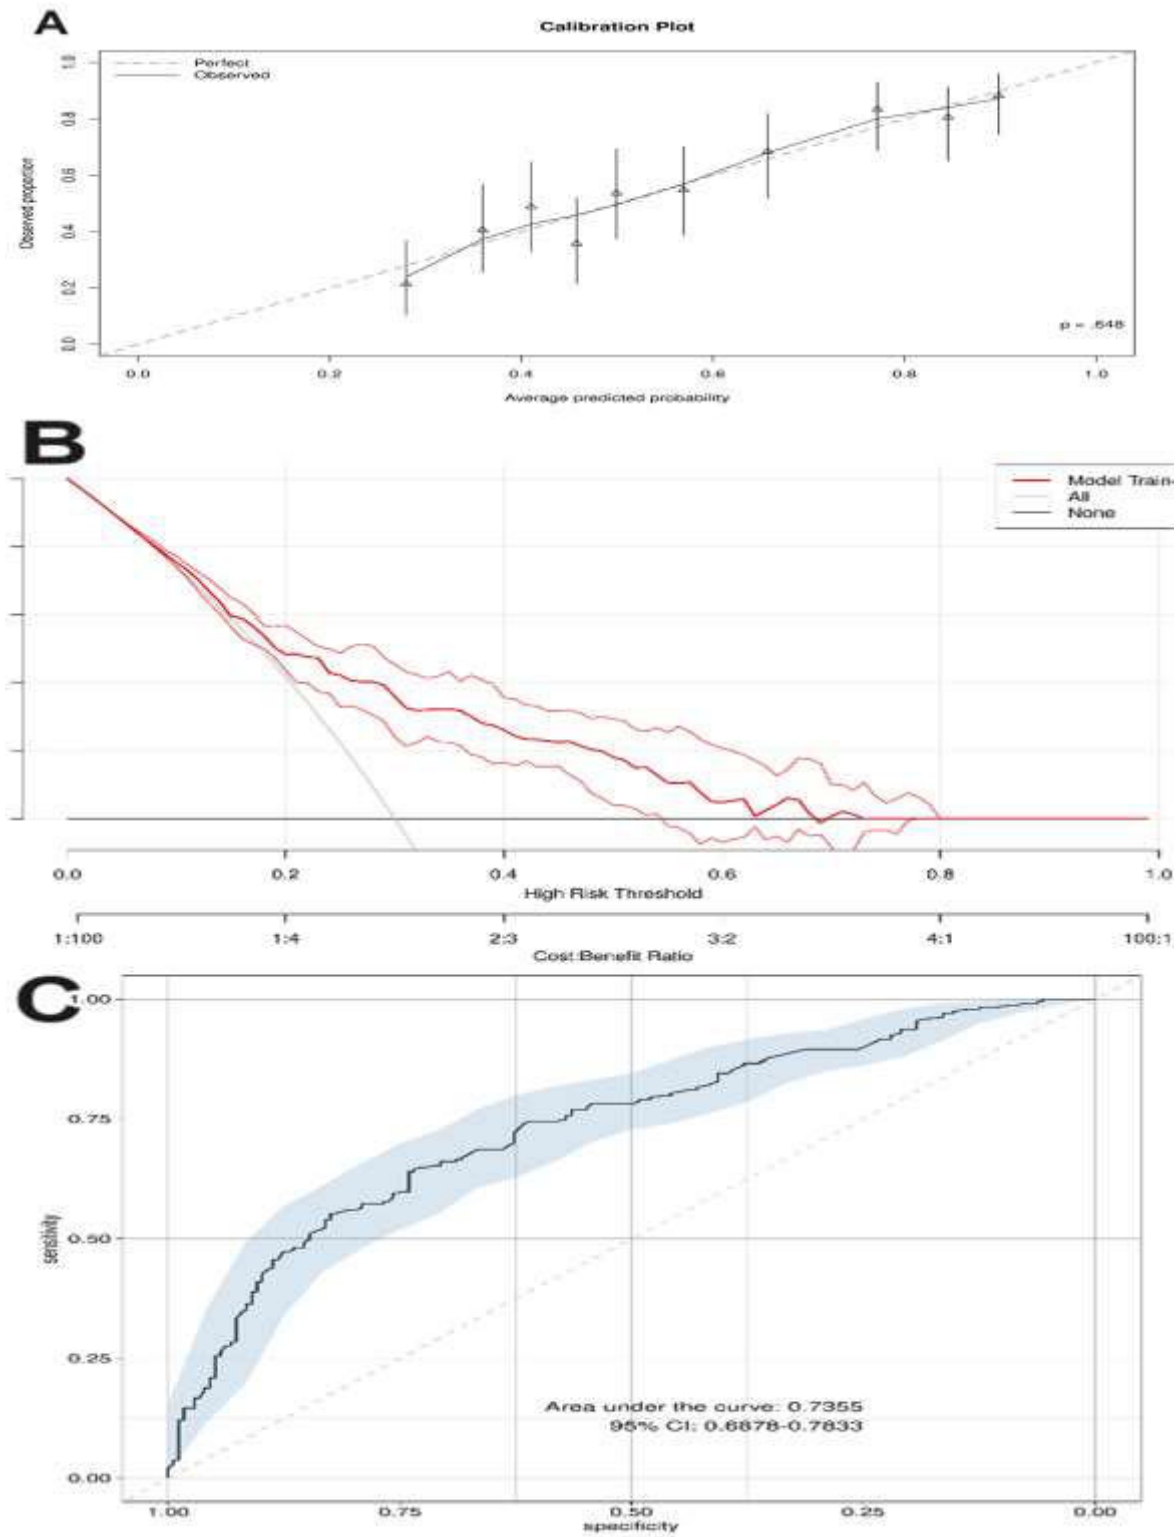 A
Calibration Plot
Perfect
Observed
1.0
0.8
0.6
0.4
0.2
0.0
Observed proportion
p = .648
0.0 0.2 0.4 0.6 0.8 1.0
Average predicted probability
B
Model Train-
All
None
0.0 0.2 0.4 0.6 0.8 1.0
High Risk Threshold
1:100 1:4 2:3 3:2 4:1 100:1
Cost:Benefit Ratio
C
1.00
0.75
0.50
0.25
0.00
sensitivity
Area under the curve: 0.7355
95% CI: 0.6878-0.7833
1.00 0.75 0.50 0.25 0.00
specificity